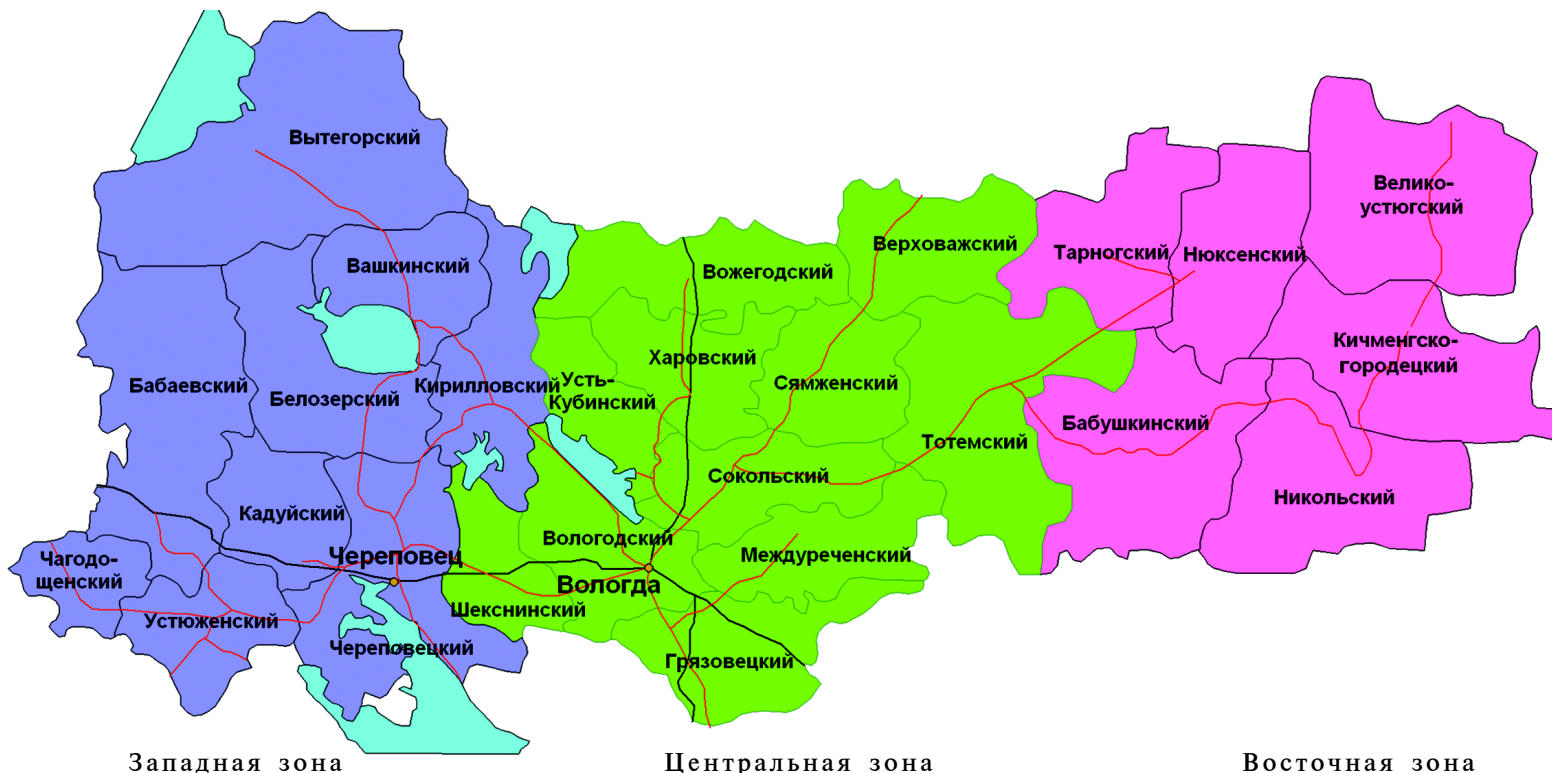 Вытегорский
Велико-
устюгский
Верховажский
Тарногский
Нюксенский
Вашкинский
Вожегодский
Кичменгско-
городецкий
Харовский
Бабаевский
Белозерский
Кирилловский
Усть-
Кубинский
Сямженский
Бабушкинский
Тотемский
Сокольский
Никольский
Кадуйский
Вологодский
Междуреченский
Чагодо-
щенский
Череповец
Вологда
Шекснинский
Устюженский
Череповецкий
Грязовецкий
Западная зона
Центральная зона
Восточная зона